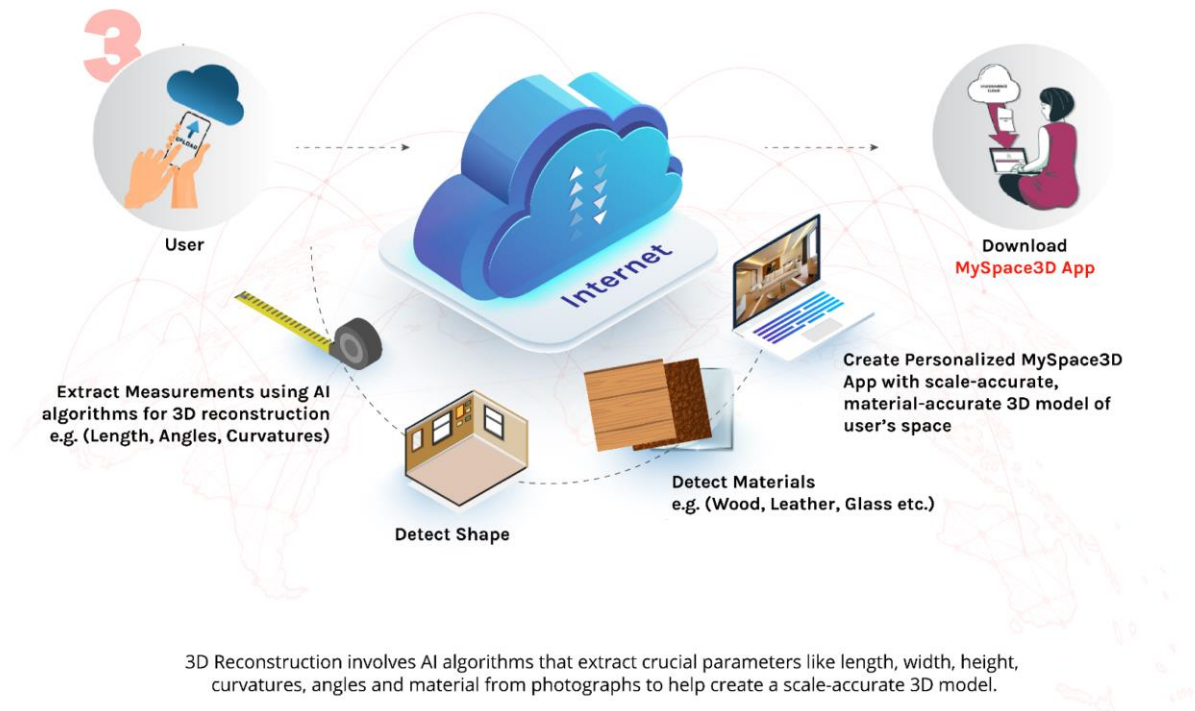 3
UPLOAD
User
Internet
Download
MySpace3D App
Extract Measurements using AI
algorithms for 3D reconstruction
e.g. (Length, Angles, Curvatures)
Detect Shape
Detect Materials
e.g. (Wood, Leather, Glass etc.)
Create Personalized MySpace3D
App with scale-accurate,
material-accurate 3D model of
user's space
3D Reconstruction involves AI algorithms that extract crucial parameters like length, width, height,
curvatures, angles and material from photographs to help create a scale-accurate 3D model.